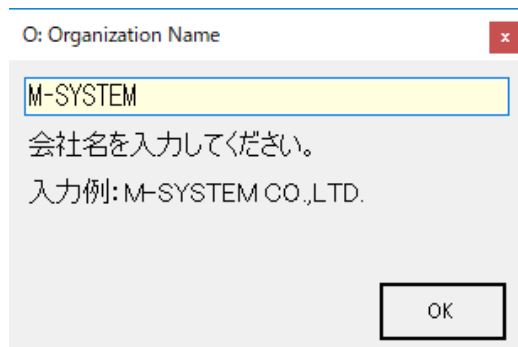 O: Organization Name
x
M-SYSTEM
会社名を入力してください。
入力例: M-SYSTEM CO.,LTD.
OK